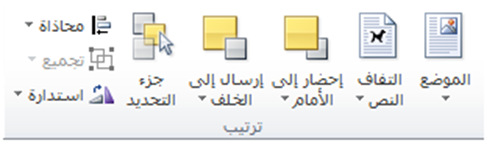 الموضع
التفاف
النص
إحضار إلى
الأمام
إرسال إلى
الخلف
جزء
التحديد
محاذاة
تجميع
استدارة
ترتيب